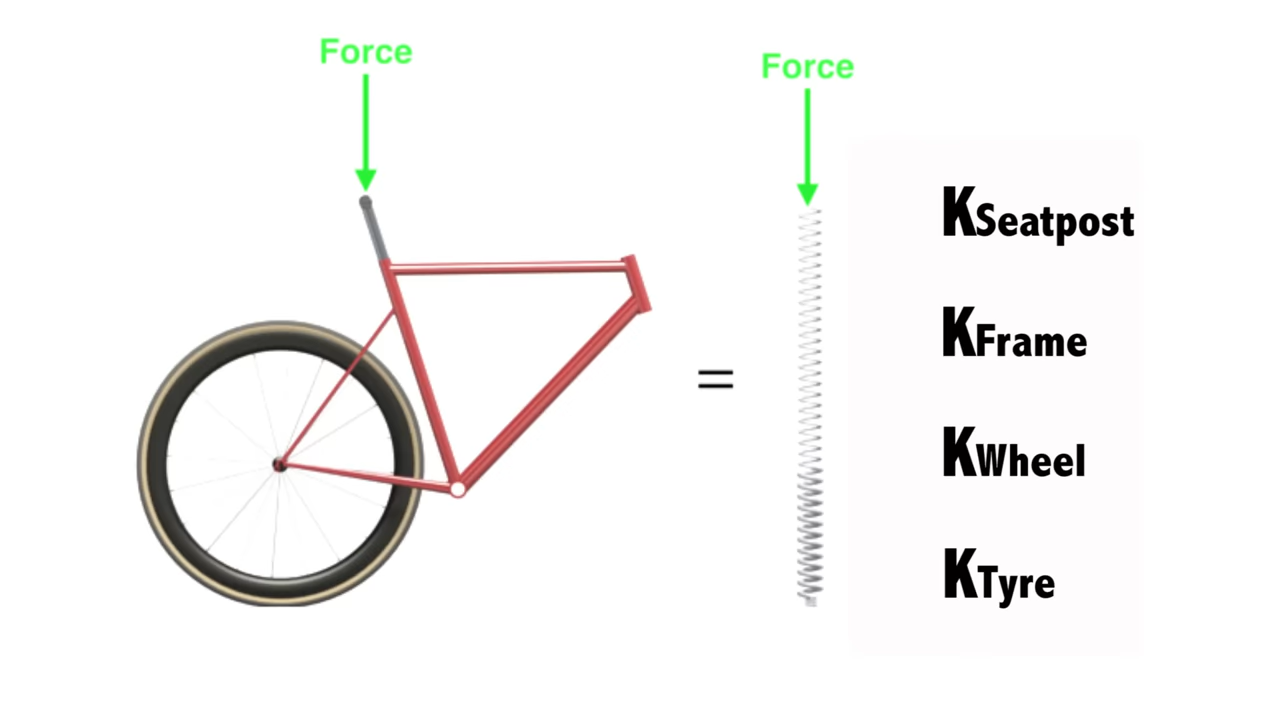 Force
Force
=
KSeatpost
KFrame
KWheel
KTyre